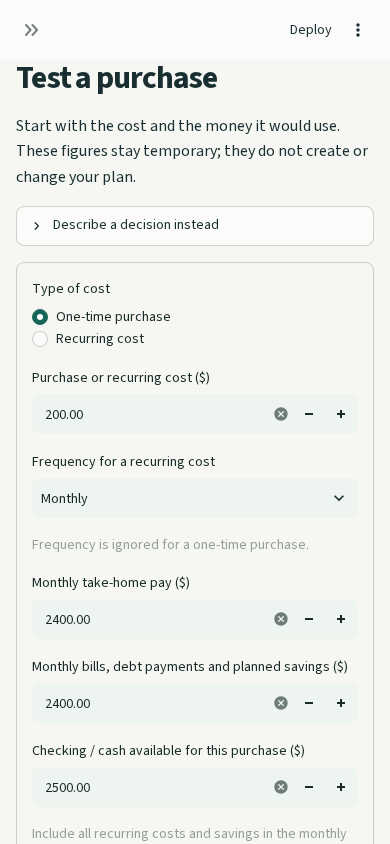 Deploy
Test a purchase
Start with the cost and the money it would use.
These figures stay temporary; they do not create or
change your plan.
Describe a decision instead
Type of cost
One-time purchase
Recurring cost
Purchase or recurring cost ($)
200.00
Frequency for a recurring cost
Monthly
Frequency is ignored for a one-time purchase.
Monthly take-home pay ($)
2400.00
Monthly bills, debt payments and planned savings ($)
2400.00
Checking / cash available for this purchase ($)
2500.00
Include all recurring costs and savings in the monthly